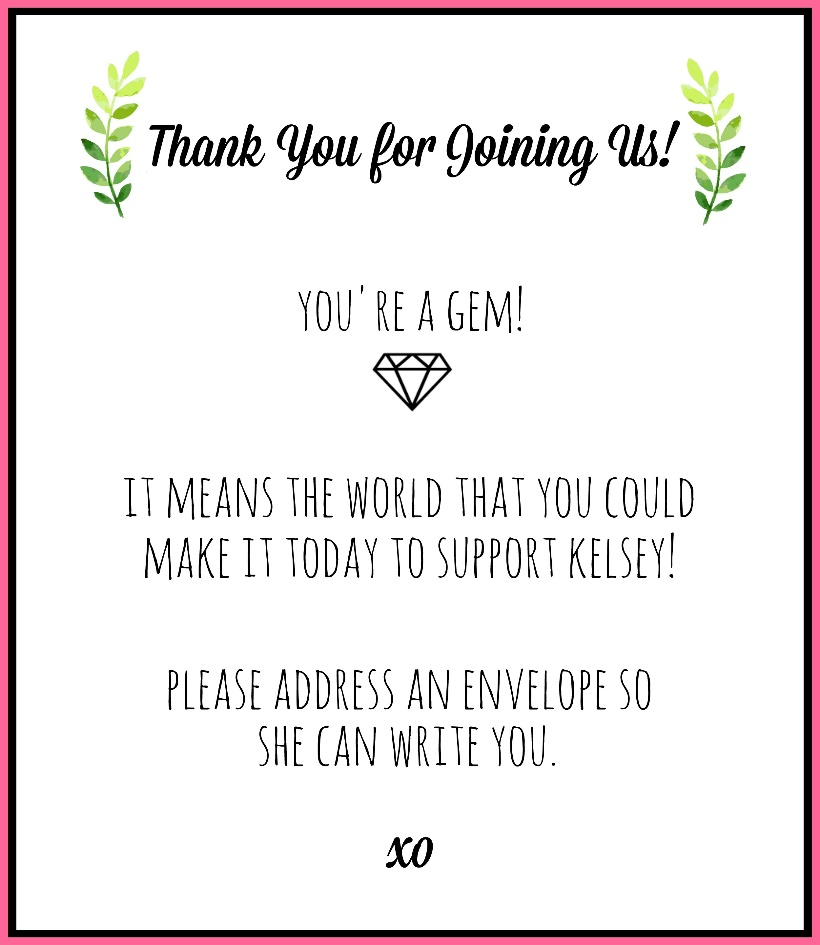 Thank You for Joining Us!
YOU'RE A GEM!
IT MEANS THE WORLD THAT YOU COULD
MAKE IT TODAY TO SUPPORT KELSEY!
PLEASE ADDRESS AN ENVELOPE SO
SHE CAN WRITE YOU.
xo